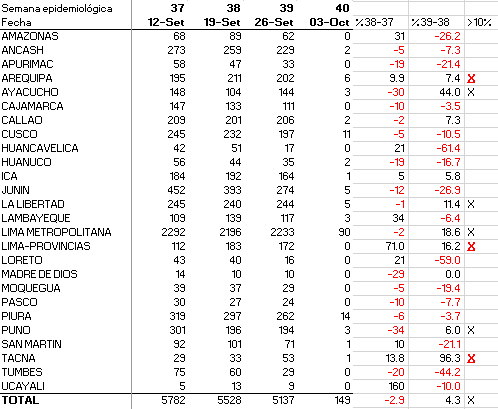 Semana epidemiológica 37 38 39 40
Fecha 12-Set 19-Set 26-Set 03-Oct %38-37 %39-38 >10%
AMAZONAS 68 89 62 0 31 -26.2
ANCASH 273 259 229 2 -5 -7.3
APURIMAC 58 47 33 0 -19 -21.4
AREQUIPA 195 211 202 6 9.9 7.4 X
AYACUCHO 148 104 144 3 -30 44.0 X
CAJAMARCA 147 133 111 0 -10 -3.5
CALLAO 209 201 206 2 -2 7.3
CUSCO 245 232 197 11 -5 -10.5
HUANCAVELICA 42 51 17 0 21 -61.4
HUANUCO 56 44 35 2 -19 -16.7
ICA 184 192 164 1 5 5.8
JUNIN 452 393 274 5 -12 -26.9
LA LIBERTAD 245 240 244 5 -1 11.4 X
LAMBAYEQUE 109 139 117 3 34 -6.4
LIMA METROPOLITANA 2292 2196 2233 90 -2 18.6 X
LIMA-PROVINCIAS 112 183 172 0 71.0 16.2 X
LORETO 43 40 16 0 21 -59.0
MADRE DE DIOS 14 10 10 0 -29 0.0
MOQUEGUA 39 37 29 0 -5 -19.4
PASCO 30 27 24 0 -10 -7.7
PIURA 319 297 262 14 -6 -3.7
PUNO 301 196 194 3 -34 6.0 X
SAN MARTIN 92 101 71 1 10 -21.1
TACNA 29 33 53 1 13.8 96.3 X
TUMBES 75 60 29 0 -20 -44.2
UCAYALI 5 13 9 0 160 -10.0
TOTAL 5782 5528 5137 149 -2.9 4.3 X